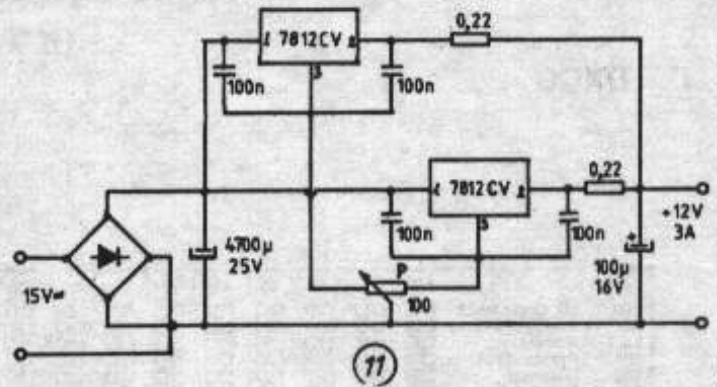 7812CV
0,22
1
2
3
100n
100n
7812CV
0,22
1
2
3
100n
100n
+12V
3A
4700μ
25V
+
100μ
16V
P
100
15V≂
11